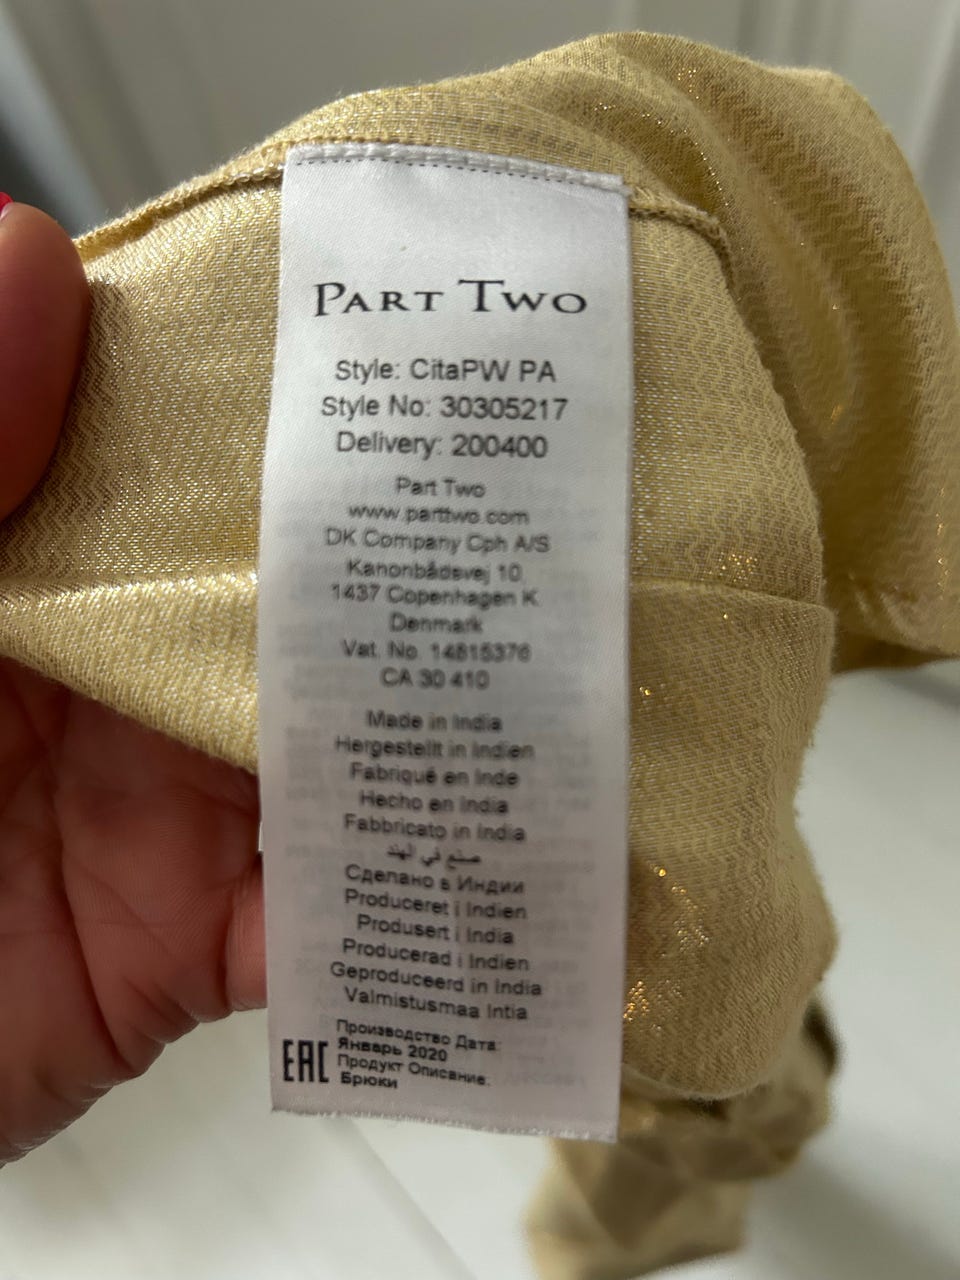 PART TWO
Style: CitaPW PA
Style No: 30305217
Delivery: 200400
Part Two
www.parttwo.com
DK Company Cph A/S
Kanonbådsvej 10
1437 Copenhagen K
Denmark
Vat. No. 14815376
CA 30 410
Made in India
Hergestellt in Indien
Fabriqué en Inde
Hecho en India
Fabbricato in India
صنع في الهند
Сделано в Индии
Produceret i Indien
Produsert i India
Producerad i Indien
Geproduceerd in India
Valmistusmaa Intia
EAC
Производство Дата:
Январь 2020
Продукт Описание:
Брюки